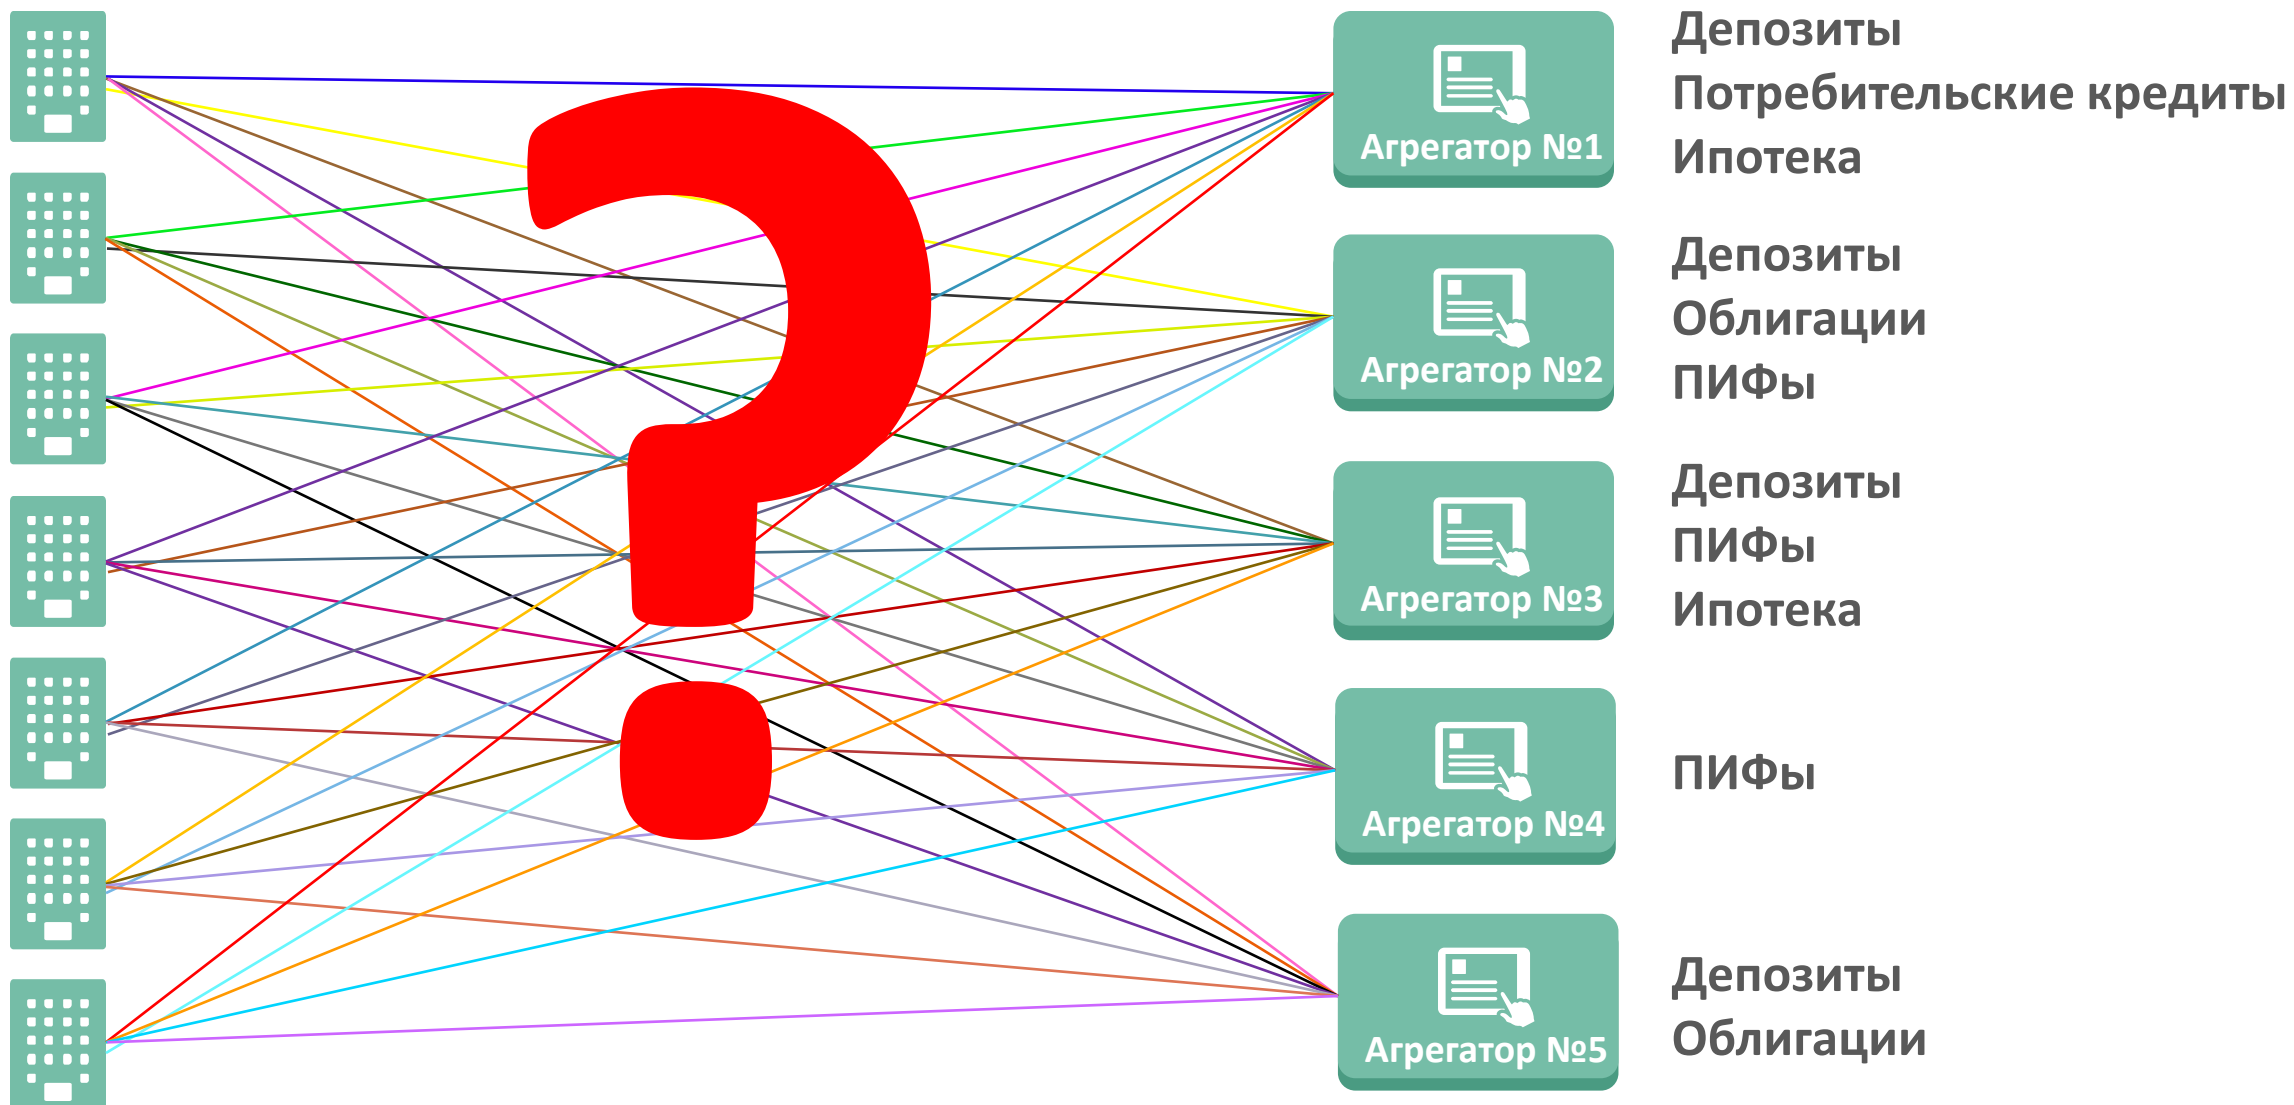 Агрегатор №1
Депозиты
Потребительские кредиты
Ипотека
Агрегатор №2
Депозиты
Облигации
ПИФы
Агрегатор №3
Депозиты
ПИФы
Ипотека
Агрегатор №4
ПИФы
Агрегатор №5
Депозиты
Облигации
?